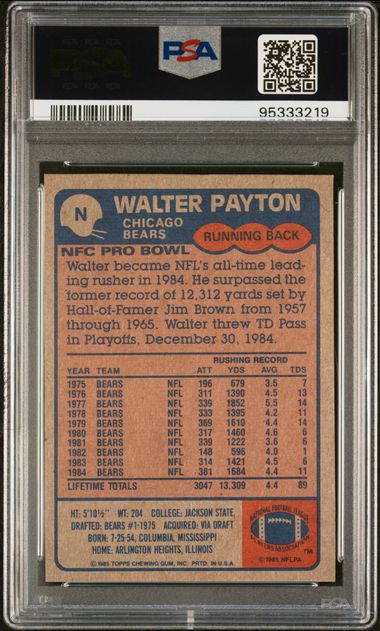 PSA
95333219
N
WALTER PAYTON
CHICAGO
BEARS
RUNNING BACK
NFC PRO BOWL
Walter became NFL's all-time lead-
ing rusher in 1984. He surpassed the
former record of 12,312 yards set by
Hall-of-Famer Jim Brown from 1957
through 1965. Walter threw TD Pass
in Playoffs, December 30, 1984.
RUSHING RECORD
YEAR TEAM ATT YDS AVG TDS
1975 BEARS NFL 196 679 3.5 7
1976 BEARS NFL 311 1390 4.5 13
1977 BEARS NFL 339 1852 5.5 14
1978 BEARS NFL 333 1395 4.2 11
1979 BEARS NFL 369 1610 4.4 14
1980 BEARS NFL 317 1460 4.6 6
1981 BEARS NFL 339 1222 3.6 6
1982 BEARS NFL 148 596 4.0 1
1983 BEARS NFL 314 1421 4.5 6
1984 BEARS NFL 381 1684 4.4 11
LIFETIME TOTALS 3047 13,309 4.4 89
HT: 5'10½" WT: 204 COLLEGE: JACKSON STATE,
DRAFTED: BEARS #1-1975 ACQUIRED: VIA DRAFT
BORN: 7-25-54, COLUMBIA, MISSISSIPPI
HOME: ARLINGTON HEIGHTS, ILLINOIS
© 1985 TOPPS CHEWING GUM, INC. PRTD. IN U.S.A.
NATIONAL FOOTBALL LEAGUE
PLAYERS ASSOCIATION
TM
© 1985 NFLPA